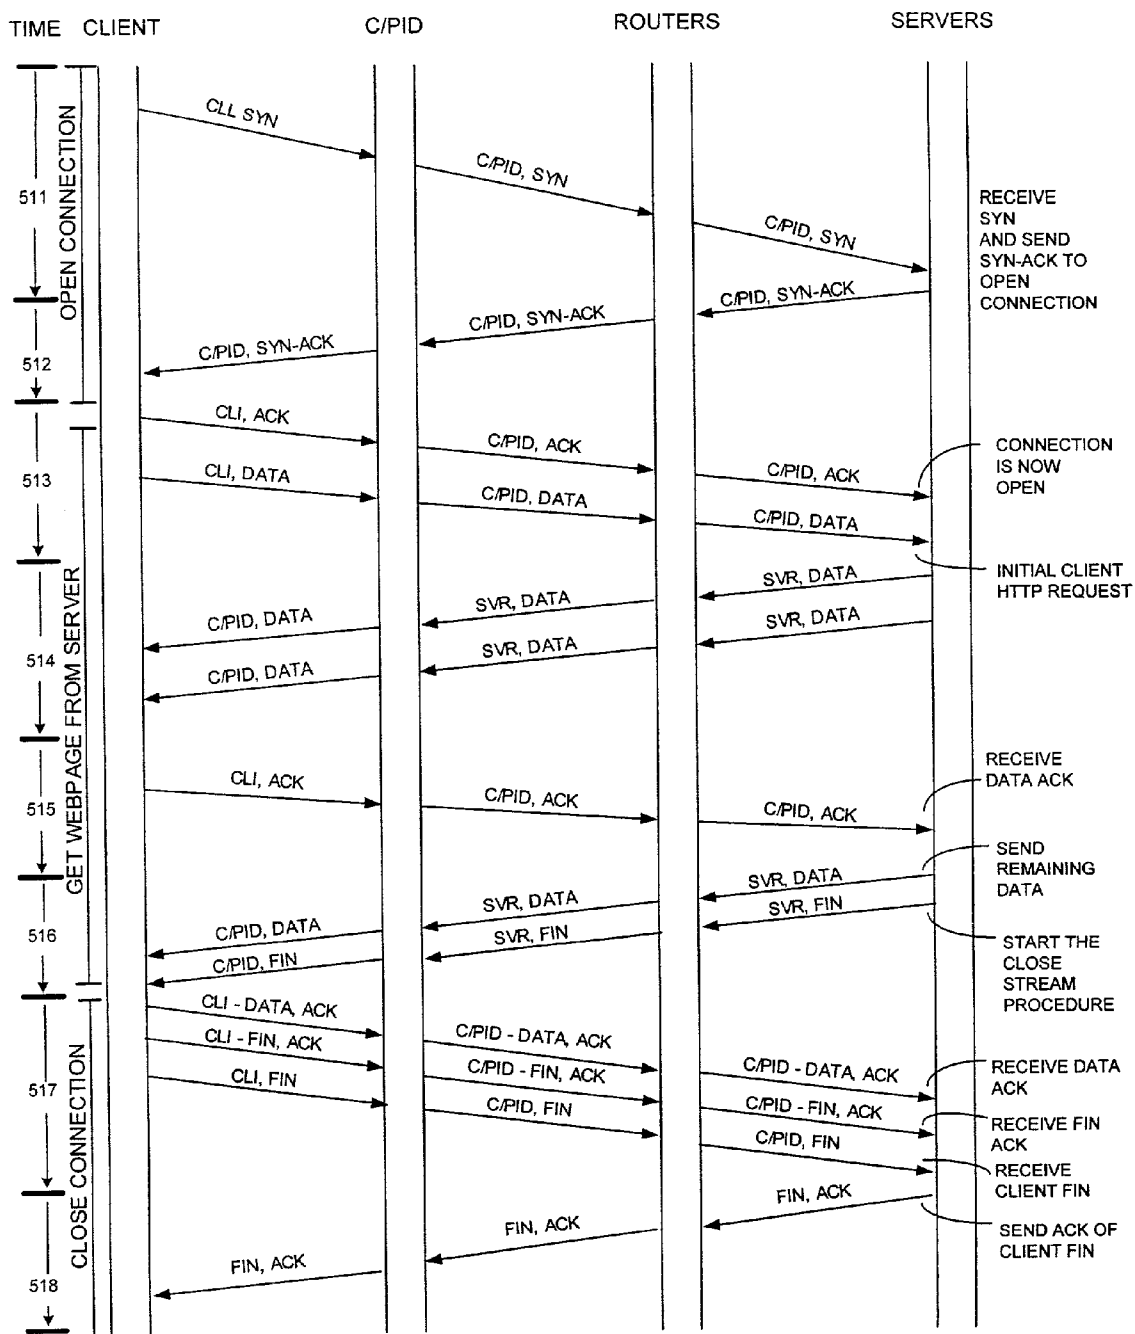 TIME CLIENT C/PID ROUTERS SERVERS
OPEN CONNECTION
511
CLL SYN
C/PID, SYN
C/PID, SYN
RECEIVE
SYN
AND SEND
SYN-ACK TO
OPEN
CONNECTION
512
C/PID, SYN-ACK
C/PID, SYN-ACK
C/PID, SYN-ACK
GET WEBPAGE FROM SERVER
513
CLI, ACK
C/PID, ACK
C/PID, ACK
CONNECTION
IS NOW
OPEN
CLI, DATA
C/PID, DATA
C/PID, DATA
INITIAL CLIENT
HTTP REQUEST
514
SVR, DATA
SVR, DATA
C/PID, DATA
SVR, DATA
SVR, DATA
C/PID, DATA
515
CLI, ACK
C/PID, ACK
C/PID, ACK
RECEIVE
DATA ACK
516
SVR, DATA
SVR, DATA
C/PID, DATA
SEND
REMAINING
DATA
SVR, FIN
SVR, FIN
C/PID, FIN
START THE
CLOSE
STREAM
PROCEDURE
CLOSE CONNECTION
517
CLI - DATA, ACK
C/PID - DATA, ACK
C/PID - DATA, ACK
RECEIVE DATA
ACK
CLI - FIN, ACK
C/PID - FIN, ACK
C/PID - FIN, ACK
RECEIVE FIN
ACK
CLI, FIN
C/PID, FIN
C/PID, FIN
RECEIVE
CLIENT FIN
518
FIN, ACK
FIN, ACK
FIN, ACK
SEND ACK OF
CLIENT FIN